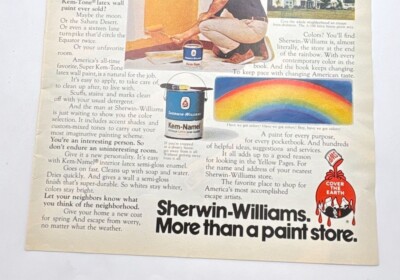 Kem-Tone® latex wall
paint ever sold?
Maybe the moon.
Or the Sahara Desert.
Or even a sixteen lane
turnpike that'd circle the
Equator twice.
Or your unfavorite
room.
America's all-time
favorite, Super Kem-Tone
latex wall paint, is a natural for the job.
It's easy to apply, to take care of,
to clean up after, to live with.
Scuffs, stains and marks clean
off with your usual detergent.
And the man at Sherwin-Williams
is just waiting to show you the color
selection. It includes accent shades and
custom-mixed tones to carry out your
most imaginative decorating themes.
You're an interesting person. So
don't endure an uninteresting room.
Give it a new personality. It's easy
with Kem-Namel® interior latex semi-gloss enamel.
Goes on fast. Cleans up with soap and water.
Dries quickly. And gives a wall a semi-gloss
finish that's super-durable. So whites stay whiter,
colors stay bright.
Let your neighbors know what
you think of the neighborhood.
Give your home a new coat
for spring. And escape from worry,
no matter what the weather.
SHERWIN-WILLIAMS
Kem-Namel
Colors! You'll find
Sherwin-Williams is, almost
literally, the store at the end
of the rainbow. With every
contemporary color in the
book. And the book keeps changing.
To keep pace with changing American tastes.
A paint for every purpose,
for every pocketbook. And hundreds
of helpful ideas, suggestions and services.
It all adds up to a good reason
for looking in the Yellow Pages. For
the name and address of your nearest
Sherwin-Williams store.
The favorite place to shop for
America's most accomplished
escape artists.
SWP
COVER
THE
EARTH
Sherwin-Williams.
More than a paint store.